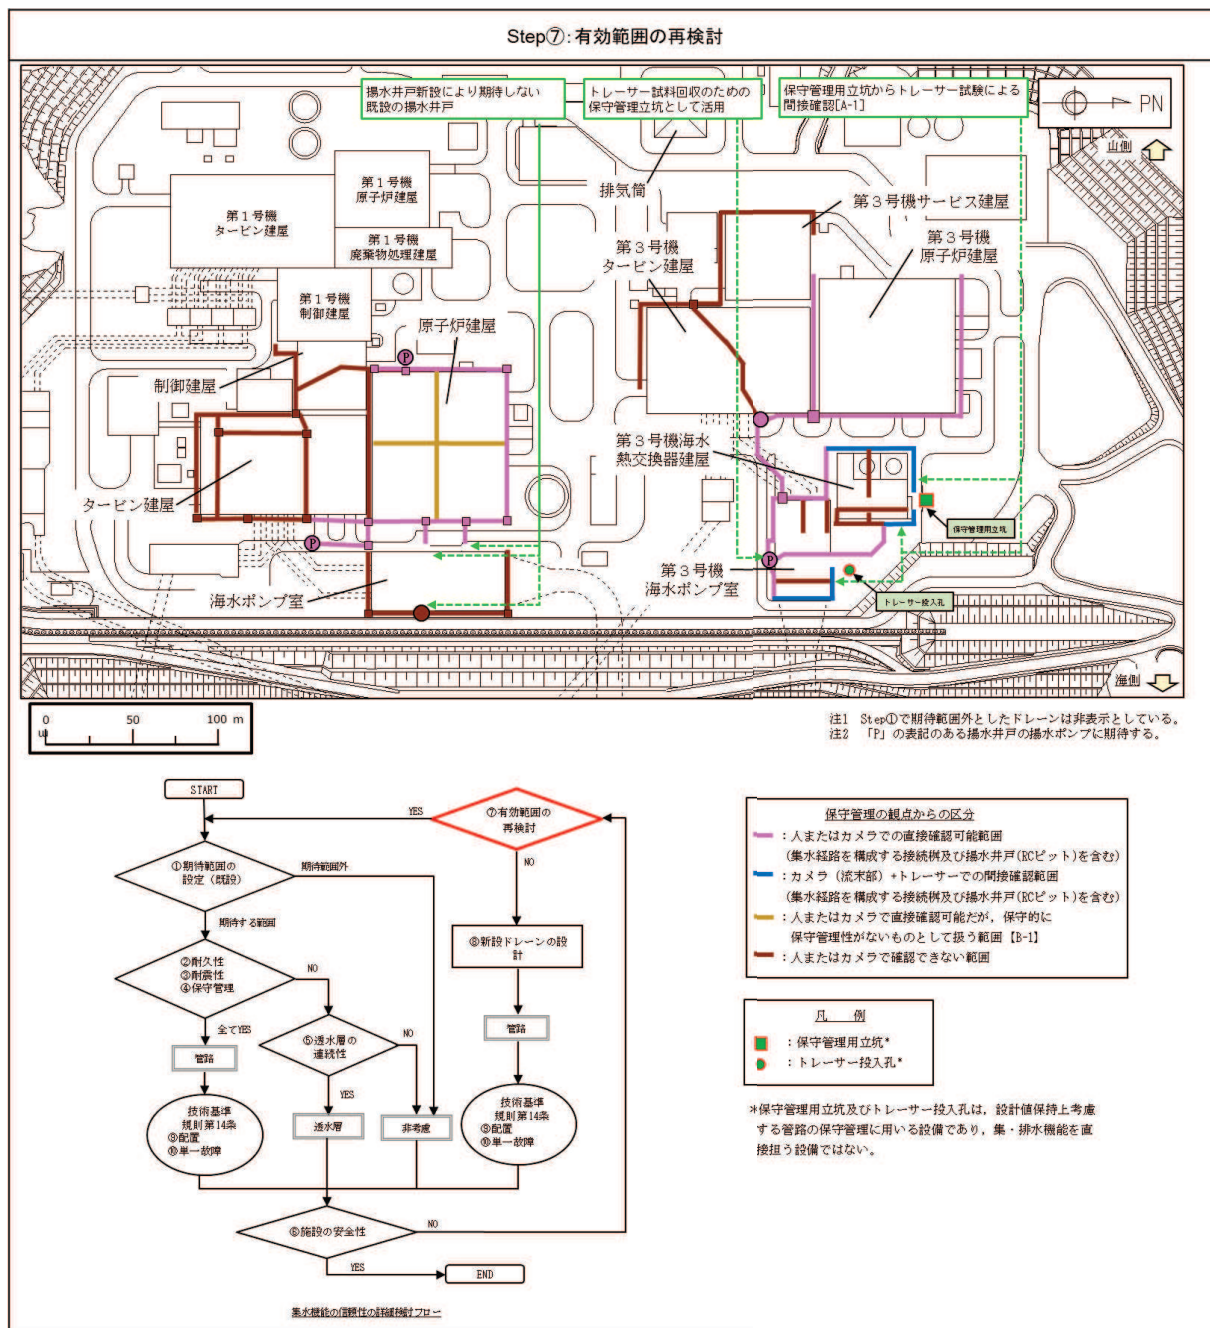 Step⑦：有効範囲の再検討
揚水井戸新設により期待しない
既設の揚水井戸
トレーサー試料回収のための
保守管理立坑として活用
保守管理用立坑からトレーサー試験による
間接確認[A-1]
PN
山側
排気筒
第３号機サービス建屋
第１号機
原子炉建屋
第１号機
タービン建屋
第１号機
廃棄物処理建屋
第３号機
タービン建屋
第３号機
原子炉建屋
第１号機
制御建屋
原子炉建屋
制御建屋
P
第３号機海水
熱交換器建屋
タービン建屋
保守管理用立坑
P
P
第３号機
海水ポンプ室
海水ポンプ室
トレーサー投入孔
海側
0 50 100 m
注1 Step①で期待範囲外としたドレーンは非表示としている。
注2 「P」の表記のある揚水井戸の揚水ポンプに期待する。
START
YES
⑦有効範囲の
再検討
NO
①期待範囲の
設定（既設）
期待範囲外
期待する範囲
⑧新設ドレーンの設
計
②耐久性
③耐震性
④保守管理
NO
全てYES
管路
⑤透水層の
連続性
NO
管路
YES
技術基準
規則第14条
⑨配置
⑩単一故障
透水層
非考慮
技術基準
規則第14条
⑨配置
⑩単一故障
⑥施設の安全性
NO
YES
END
集水機能の信頼性の詳細検討フロー
保守管理の観点からの区分
：人またはカメラでの直接確認可能範囲
(集水経路を構成する接続桝及び揚水井戸(RCピット)を含む)
：カメラ（流末部）+トレーサーでの間接確認範囲
(集水経路を構成する接続桝及び揚水井戸(RCピット)を含む)
：人またはカメラで直接確認可能だが，保守的に
保守管理性がないものとして扱う範囲【B-1】
：人またはカメラで確認できない範囲
凡 例
：保守管理用立坑*
：トレーサー投入孔*
*保守管理用立坑及びトレーサー投入孔は，設計値保持上考慮
する管路の保守管理に用いる設備であり，集・排水機能を直
接担う設備ではない。